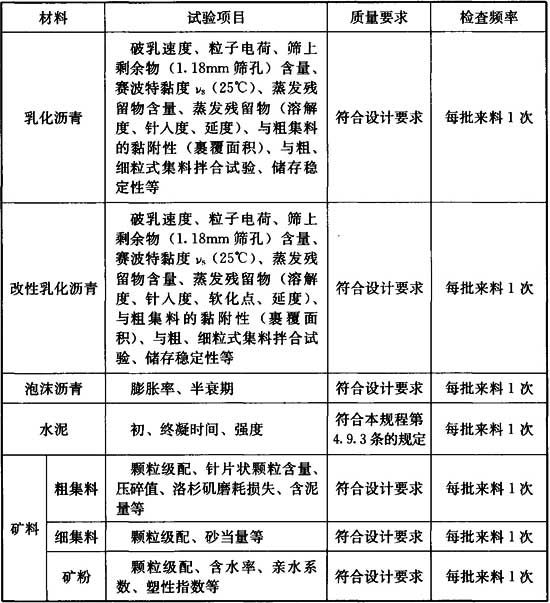 材料 试验项目 质量要求 检查频率
乳化沥青
破乳速度、粒子电荷、筛上
剩余物（1.18mm 筛孔）含量、
赛波特黏度 νs（25℃）、蒸发残
留物含量、蒸发残留物（溶解
度、针入度、延度）、与粗集料
的黏附性（裹覆面积）、与粗、
细粒式集料拌合试验、储存稳
定性等
符合设计要求
每批来料 1 次
改性乳化沥青
破乳速度、粒子电荷、筛上
剩余物（1.18mm 筛孔）含量、
赛波特黏度 νs（25℃）、蒸发残
留物含量、蒸发残留物（溶解
度、针入度、软化点、延度）、
与粗集料的黏附性（裹覆面
积）、与粗、细粒式集料拌合试
验、储存稳定性等
符合设计要求
每批来料 1 次
泡沫沥青 膨胀率、半衰期 符合设计要求 每批来料 1 次
水泥
初、终凝时间、强度
符合本规程第
4.9.3 条的规定
每批来料 1 次
矿料
粗集料
颗粒级配、针片状颗粒含量、
压碎值、洛杉矶磨耗损失、含泥
量等
符合设计要求
每批来料 1 次
细集料 颗粒级配、砂当量等 符合设计要求 每批来料 1 次
矿粉
颗粒级配、含水率、亲水系
数、塑性指数等
符合设计要求
每批来料 1 次